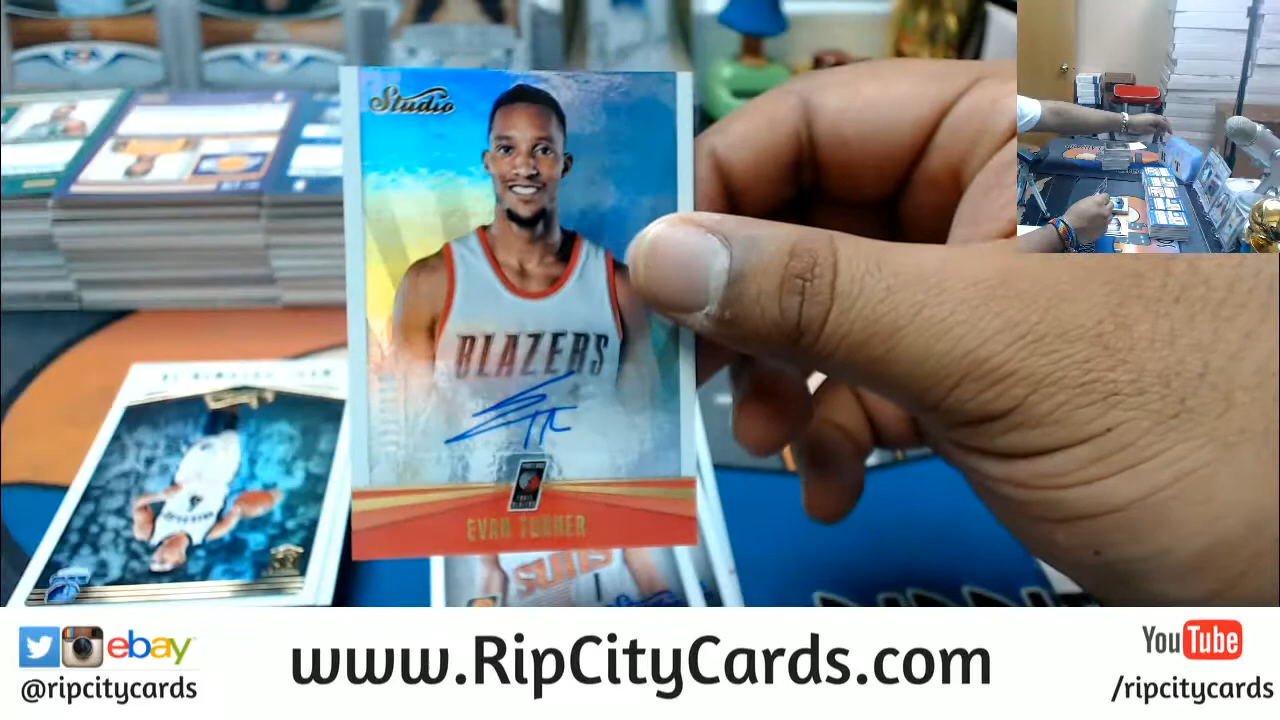 Studio
BLAZERS
EVAN TURNER
SUNS
ebay
@ripcitycards
www.RipCityCards.com
YouTube
/ripcitycards